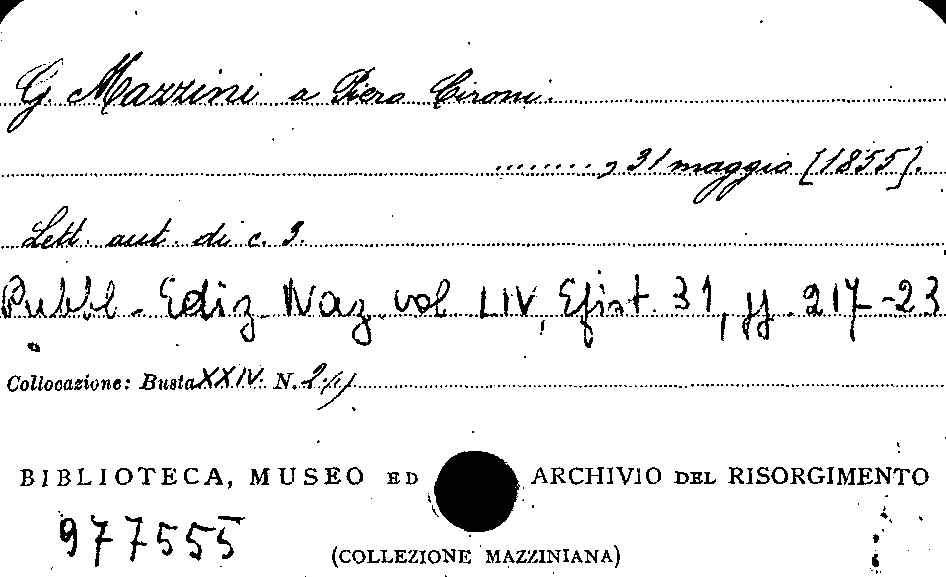 G. Mazzini a Piero Cironi.
........, 31 maggio [1855].
Lett. aut. di c. 3.
Pubbl. Ediz. Naz. vol LIV, Epist. 31, pp. 217-23
Collocazione: Busta XXIV. N.
BIBLIOTECA, MUSEO ED ARCHIVIO DEL RISORGIMENTO
977555
(COLLEZIONE MAZZINIANA)